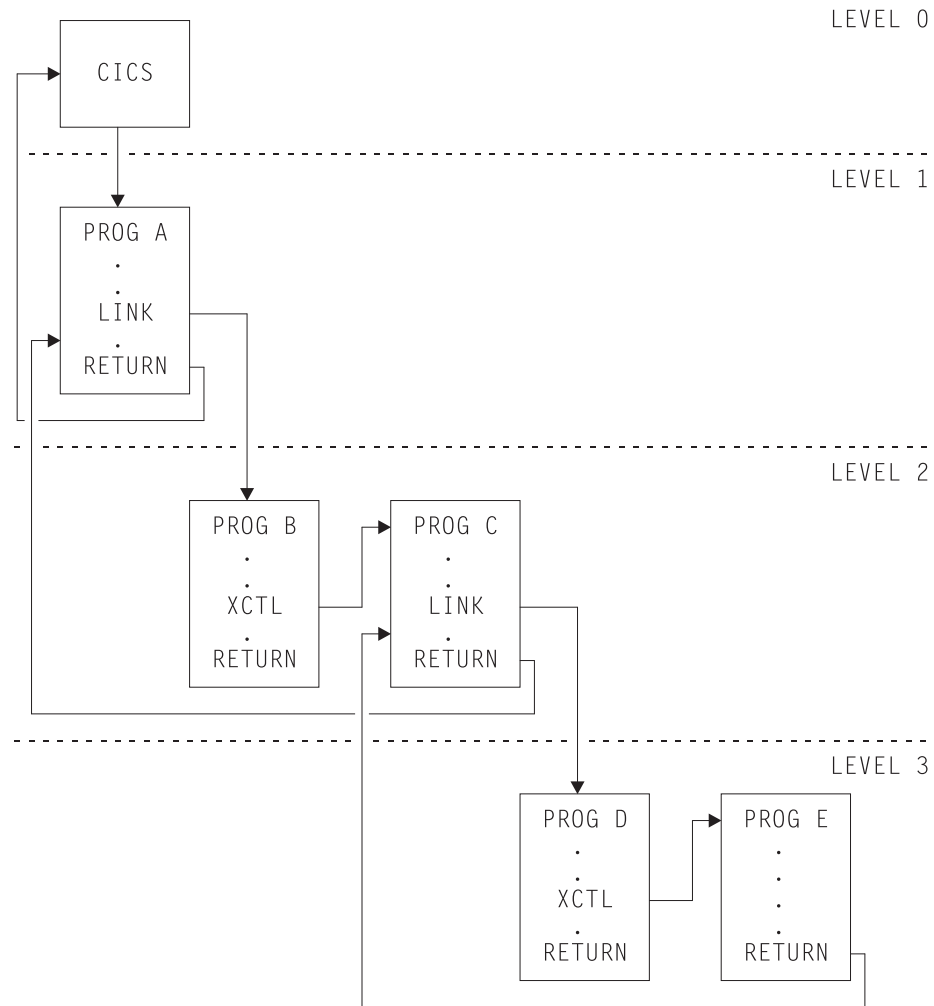 LEVEL 0
CICS
LEVEL 1
PROG A
.
.
LINK
.
RETURN
LEVEL 2
PROG B
.
.
XCTL
.
RETURN
PROG C
.
.
LINK
.
RETURN
LEVEL 3
PROG D
.
.
XCTL
.
RETURN
PROG E
.
.
.
.
RETURN